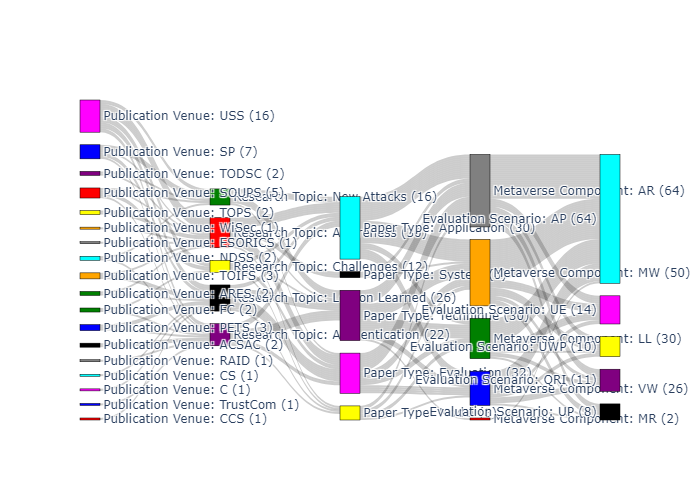 Publication Venue: USS (16)
Publication Venue: SP (7)
Publication Venue: TODSC (2)
Publication Venue: SOUPS (5)
Publication Venue: TOPS (2)
Publication Venue: WiSec (1)
Publication Venue: ESORICS (1)
Publication Venue: NDSS (2)
Publication Venue: TOIFS (3)
Publication Venue: ARES (2)
Publication Venue: FC (2)
Publication Venue: PETS (3)
Publication Venue: ACSAC (2)
Publication Venue: RAID (1)
Publication Venue: CS (1)
Publication Venue: C (1)
Publication Venue: TrustCom (1)
Publication Venue: CCS (1)
Research Topic: New Attacks (16)
Research Topic:
Research Topic: Challenges (12)
Research Topic: Lesson Learned (26)
Research Topic: Authentication (22)
Paper Type: Application (30)
Paper Type:
Paper Type: Technique (30)
Paper Type: Evaluation (32)
Paper Type
Metaverse Component: AR (64)
Metaverse Component: MW (50)
Metaverse Component: LL (30)
Metaverse Component: VW (26)
Metaverse Component: MR (2)
Evaluation Scenario: AP (64)
Evaluation Scenario: UE (14)
Evaluation Scenario: UWP (10)
Evaluation Scenario: QRI (11)
Evaluation Scenario: UP (8)